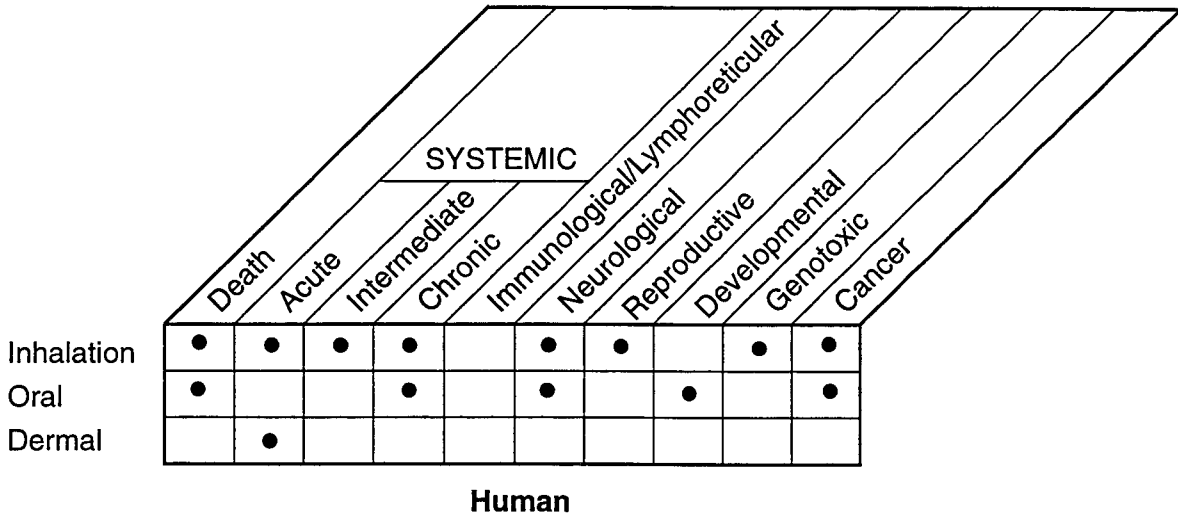 SYSTEMIC
Death
Acute
Intermediate
Chronic
Immunological/Lymphoreticular
Neurological
Reproductive
Developmental
Genotoxic
Cancer
Inhalation
Oral
Dermal
Human